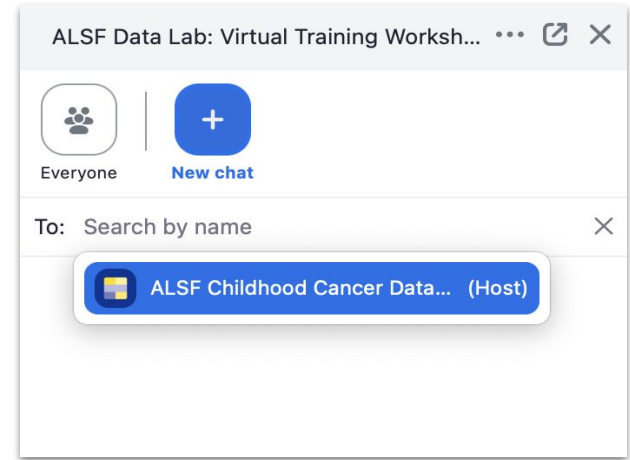 ALSF Data Lab: Virtual Training Worksh...
Everyone
New chat
To: Search by name
ALSF Childhood Cancer Data... (Host)